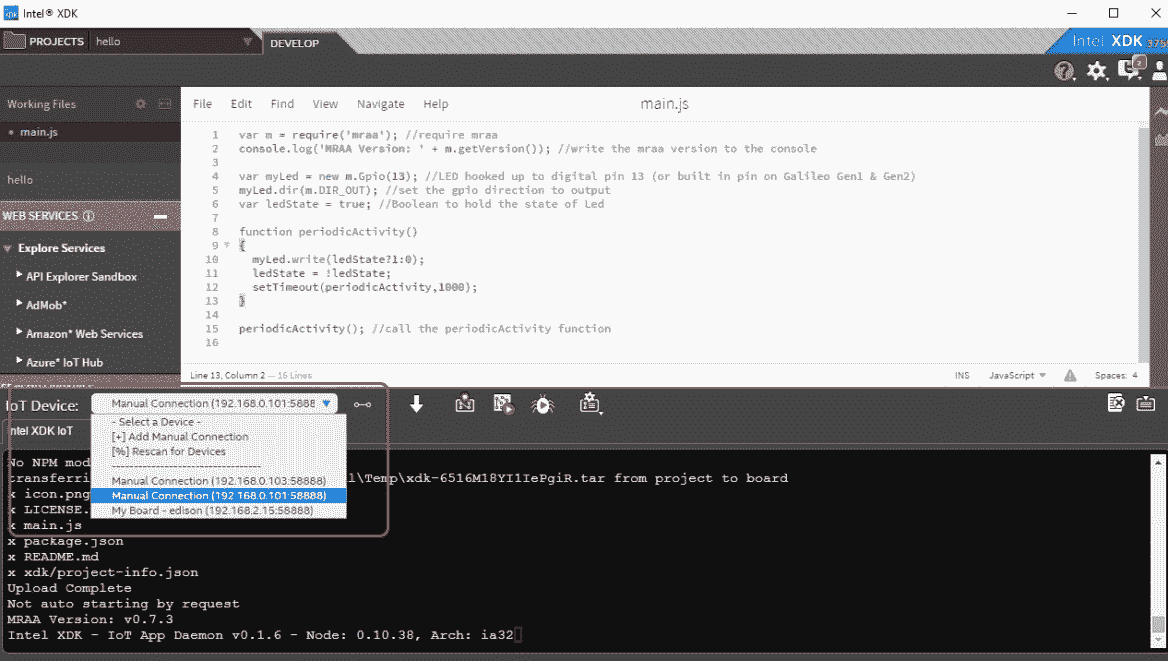 Intel® XDK
PROJECTS hello
DEVELOP
Intel XDK 3759
2
Working Files
main.js
hello
WEB SERVICES
Explore Services
API Explorer Sandbox
AdMob*
Amazon* Web Services
Azure* IoT Hub
File Edit Find View Navigate Help main.js
1 var m = require('mraa'); //require mraa
2 console.log('MRAA Version: ' + m.getVersion()); //write the mraa version to the console
3
4 var myLed = new m.Gpio(13); //LED hooked up to digital pin 13 (or built in pin on Galileo Gen1 & Gen2)
5 myLed.dir(m.DIR_OUT); //set the gpio direction to output
6 var ledState = true; //Boolean to hold the state of Led
7
8 function periodicActivity()
9 {
10 myLed.write(ledState?1:0);
11 ledState = !ledState;
12 setTimeout(periodicActivity,1000);
13 }
14
15 periodicActivity(); //call the periodicActivity function
16
Line 13, Column 2 — 16 Lines INS JavaScript Spaces: 4
IoT Device: Manual Connection (192.168.0.101:5888
- Select a Device -
[+] Add Manual Connection
[%] Rescan for Devices
--------------------------------
Manual Connection (192.168.0.103:58888)
Manual Connection (192.168.0.101:58888)
My Board - edison (192.168.2.15:58888)
ntel XDK IoT
No NPM mod
transferri l\Temp\xdk-6516M18YI1IePgiR.tar from project to board
x icon.png
x LICENSE.
x main.js
x package.json
x README.md
x xdk/project-info.json
Upload Complete
Not auto starting by request
MRAA Version: v0.7.3
Intel XDK - IoT App Daemon v0.1.6 - Node: 0.10.38, Arch: ia32